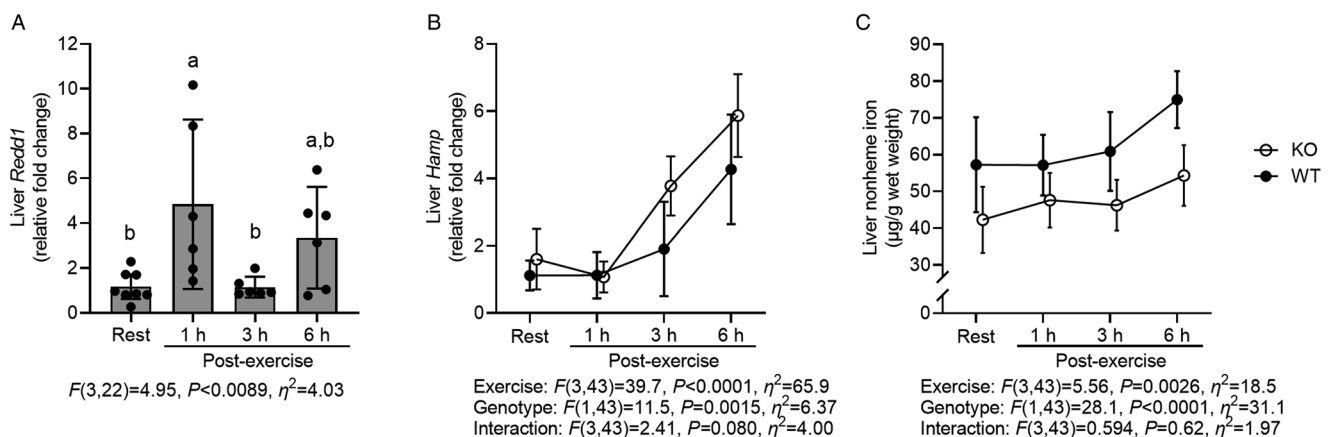 A
Liver Redd1
(relative fold change)
12
10
8
6
4
2
0
b
a
b
a,b
Rest
1 h
3 h
6 h
Post-exercise
F(3,22)=4.95, P<0.0089, η²=4.03
B
Liver Hamp
(relative fold change)
8
6
4
2
0
Rest
1 h
3 h
6 h
Post-exercise
Exercise: F(3,43)=39.7, P<0.0001, η²=65.9
Genotype: F(1,43)=11.5, P=0.0015, η²=6.37
Interaction: F(3,43)=2.41, P=0.080, η²=4.00
C
Liver nonheme iron
(µg/g wet weight)
90
80
70
60
50
40
30
0
Rest
1 h
3 h
6 h
Post-exercise
KO
WT
Exercise: F(3,43)=5.56, P=0.0026, η²=18.5
Genotype: F(1,43)=28.1, P<0.0001, η²=31.1
Interaction: F(3,43)=0.594, P=0.62, η²=1.97